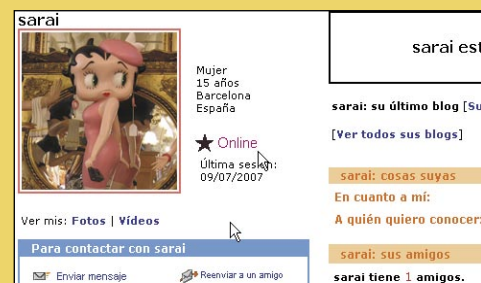 sarai
Mujer
15 años
Barcelona
España
Online
Última sesión:
09/07/2007
Ver mis: Fotos | Vídeos
Para contactar con sarai
Enviar mensaje
Reenviar a un amigo
sarai est
sarai: su último blog [Su
[Ver todos sus blogs]
sarai: cosas suyas
En cuanto a mí:
A quién quiero conocer:
sarai: sus amigos
sarai tiene 1 amigos.